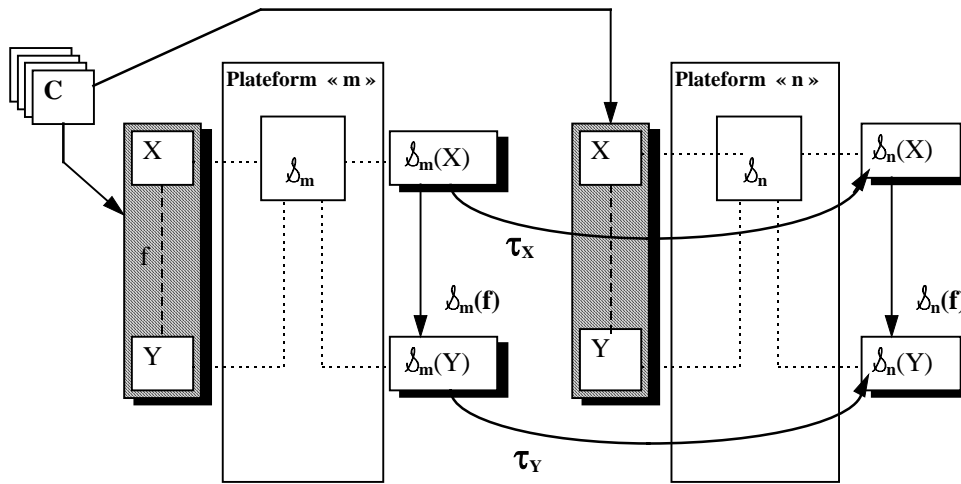 C
Plateform « m »
Plateform « n »
X
𝒮m
𝒮m(X)
X
𝒮n
𝒮n(X)
f
τX
𝒮m(f)
𝒮n(f)
Y
𝒮m(Y)
Y
𝒮n(Y)
τY